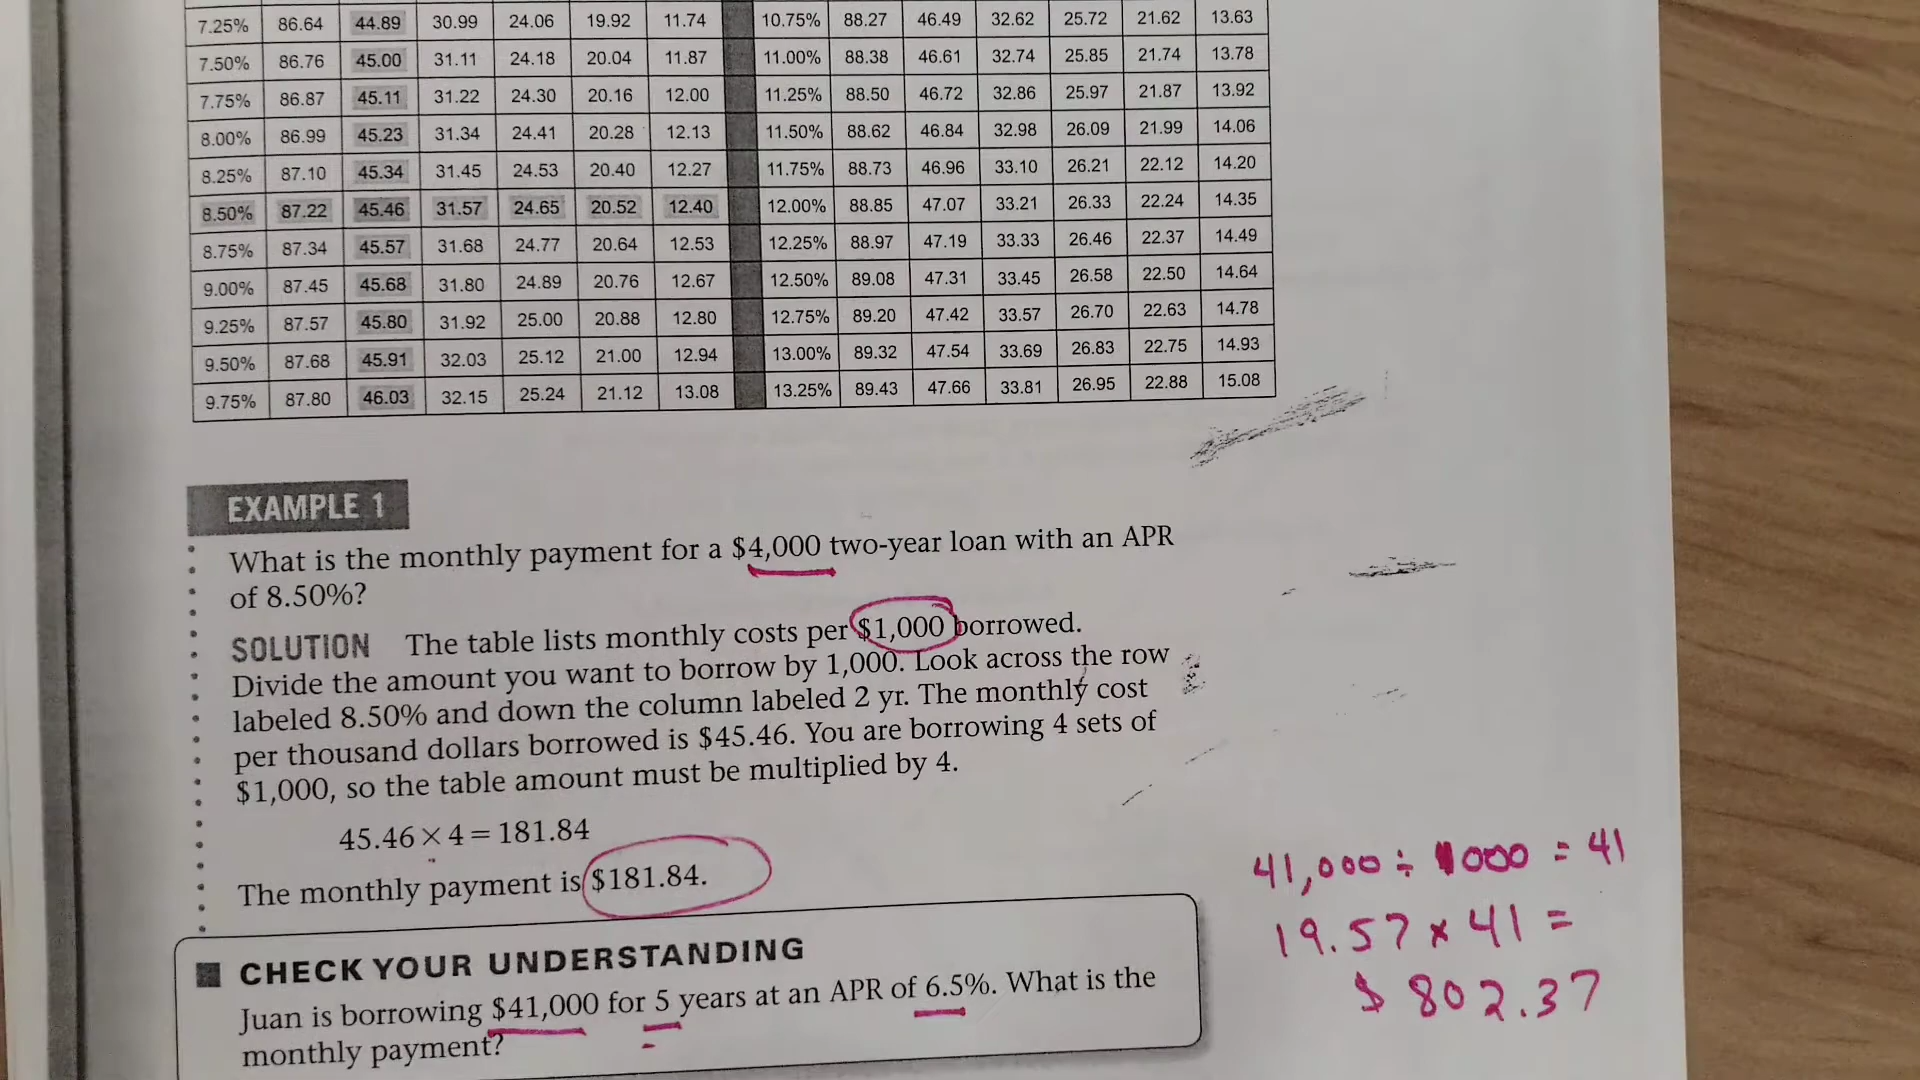 7.25% 86.64 44.89 30.99 24.06 19.92 11.74 10.75% 88.27 46.49 32.62 25.72 21.62 13.63
7.50% 86.76 45.00 31.11 24.18 20.04 11.87 11.00% 88.38 46.61 32.74 25.85 21.74 13.78
7.75% 86.87 45.11 31.22 24.30 20.16 12.00 11.25% 88.50 46.72 32.86 25.97 21.87 13.92
8.00% 86.99 45.23 31.34 24.41 20.28 12.13 11.50% 88.62 46.84 32.98 26.09 21.99 14.06
8.25% 87.10 45.34 31.45 24.53 20.40 12.27 11.75% 88.73 46.96 33.10 26.21 22.12 14.20
8.50% 87.22 45.46 31.57 24.65 20.52 12.40 12.00% 88.85 47.07 33.21 26.33 22.24 14.35
8.75% 87.34 45.57 31.68 24.77 20.64 12.53 12.25% 88.97 47.19 33.33 26.46 22.37 14.49
9.00% 87.45 45.68 31.80 24.89 20.76 12.67 12.50% 89.08 47.31 33.45 26.58 22.50 14.64
9.25% 87.57 45.80 31.92 25.00 20.88 12.80 12.75% 89.20 47.42 33.57 26.70 22.63 14.78
9.50% 87.68 45.91 32.03 25.12 21.00 12.94 13.00% 89.32 47.54 33.69 26.83 22.75 14.93
9.75% 87.80 46.03 32.15 25.24 21.12 13.08 13.25% 89.43 47.66 33.81 26.95 22.88 15.08
EXAMPLE 1
What is the monthly payment for a $4,000 two-year loan with an APR
of 8.50%?
SOLUTION The table lists monthly costs per $1,000 borrowed.
Divide the amount you want to borrow by 1,000. Look across the row
labeled 8.50% and down the column labeled 2 yr. The monthly cost
per thousand dollars borrowed is $45.46. You are borrowing 4 sets of
$1,000, so the table amount must be multiplied by 4.
45.46 × 4 = 181.84
The monthly payment is $181.84.
CHECK YOUR UNDERSTANDING
Juan is borrowing $41,000 for 5 years at an APR of 6.5%. What is the
monthly payment?
41,000 ÷ 1000 = 41
19.57 × 41 =
$ 802.37